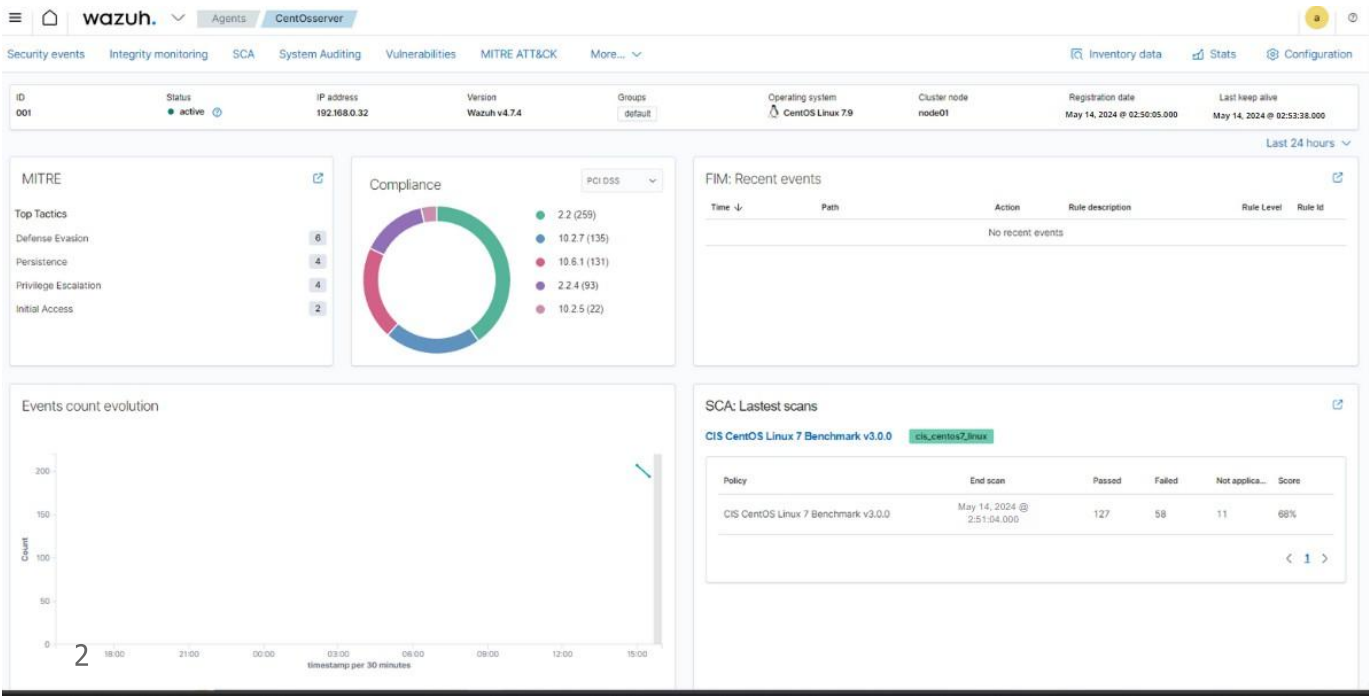 wazuh. Agents CentOsserver a
Security events Integrity monitoring SCA System Auditing Vulnerabilities MITRE ATT&CK More... Inventory data Stats Configuration
ID Status IP address Version Groups Operating system Cluster node Registration date Last keep alive
001 active 192.168.0.32 Wazuh v4.7.4 default CentOS Linux 7.9 node01 May 14, 2024 @ 02:50:05.000 May 14, 2024 @ 02:53:38.000
Last 24 hours
MITRE
Top Tactics
Defense Evasion 6
Persistence 4
Privilege Escalation 4
Initial Access 2
Compliance PCI DSS
2.2 (259)
10.2.7 (135)
10.6.1 (131)
2.2.4 (93)
10.2.5 (22)
FIM: Recent events
Time Path Action Rule description Rule Level Rule Id
No recent events
Events count evolution
200
150
100
50
0
Count
18:00 21:00 00:00 03:00 06:00 09:00 12:00 15:00
timestamp per 30 minutes
2
SCA: Lastest scans
CIS CentOS Linux 7 Benchmark v3.0.0 cis_centos7_linux
Policy End scan Passed Failed Not applica... Score
CIS CentOS Linux 7 Benchmark v3.0.0 May 14, 2024 @ 127 58 11 68%
2:51:04.000
1